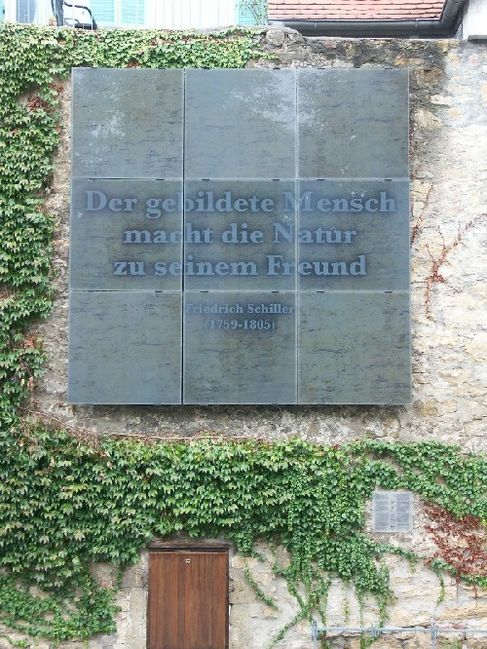 Der gebildete Mensch
macht die Natur
zu seinem Freund
Friedrich Schiller
(1759-1805)